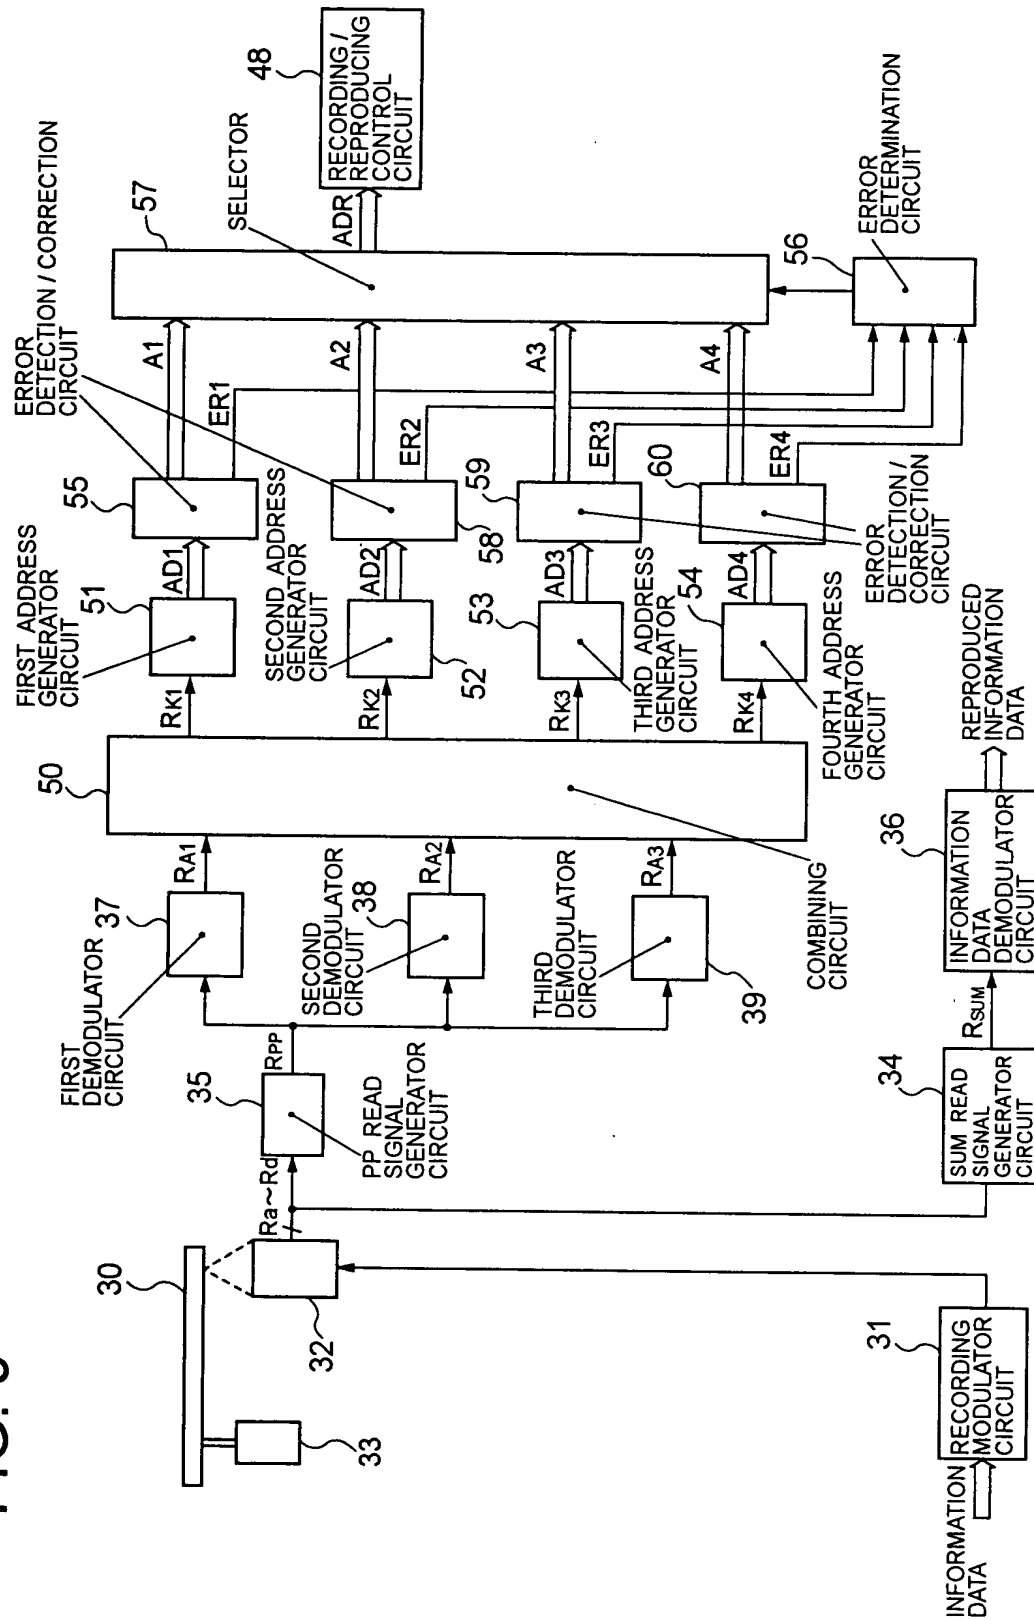 30
33
32
Ra~Rd
35
PP READ
SIGNAL
GENERATOR
CIRCUIT
RPP
FIRST
DEMODULATOR
CIRCUIT
37
RA1
SECOND
DEMODULATOR
CIRCUIT
38
RA2
THIRD
DEMODULATOR
CIRCUIT
39
RA3
50
COMBINING
CIRCUIT
RK1
RK2
RK3
RK4
FIRST ADDRESS
GENERATOR
CIRCUIT
51
AD1
SECOND ADDRESS
GENERATOR
CIRCUIT
52
AD2
53
THIRD ADDRESS
GENERATOR
CIRCUIT
AD3
54
FOURTH ADDRESS
GENERATOR
CIRCUIT
AD4
ERROR
DETECTION / CORRECTION
CIRCUIT
55
58
59
60
ERROR
DETECTION/
CORRECTION
CIRCUIT
A1
ER1
A2
ER2
A3
ER3
A4
ER4
57
SELECTOR
56
ERROR
DETERMINATION
CIRCUIT
ADR
48
RECORDING /
REPRODUCING
CONTROL
CIRCUIT
INFORMATION
DATA
31
RECORDING
MODULATOR
CIRCUIT
34
SUM READ
SIGNAL
GENERATOR
CIRCUIT
RSUM
36
INFORMATION
DATA
DEMODULATOR
CIRCUIT
REPRODUCED
INFORMATION
DATA